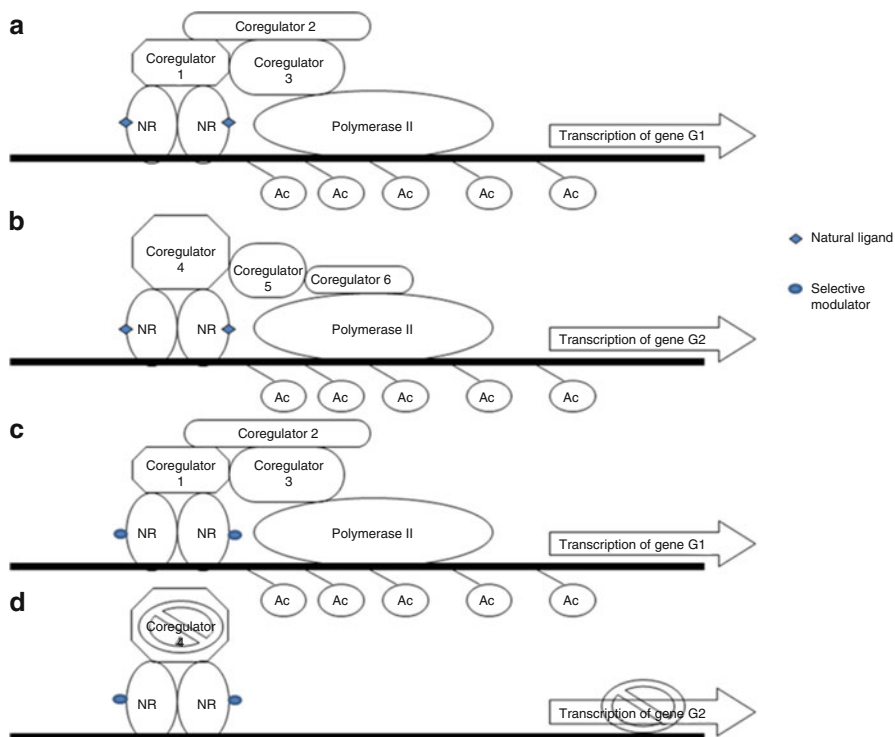 a
Coregulator 2
Coregulator
1
Coregulator
3
NR
NR
Polymerase II
Transcription of gene G1
Ac
Ac
Ac
Ac
Ac
b
Coregulator
4
Coregulator
5
Coregulator 6
NR
NR
Polymerase II
Transcription of gene G2
Ac
Ac
Ac
Ac
Ac
Natural ligand
Selective
modulator
c
Coregulator 2
Coregulator
1
Coregulator
3
NR
NR
Polymerase II
Transcription of gene G1
Ac
Ac
Ac
Ac
Ac
d
Coregulator
4
NR
NR
Transcription of gene G2